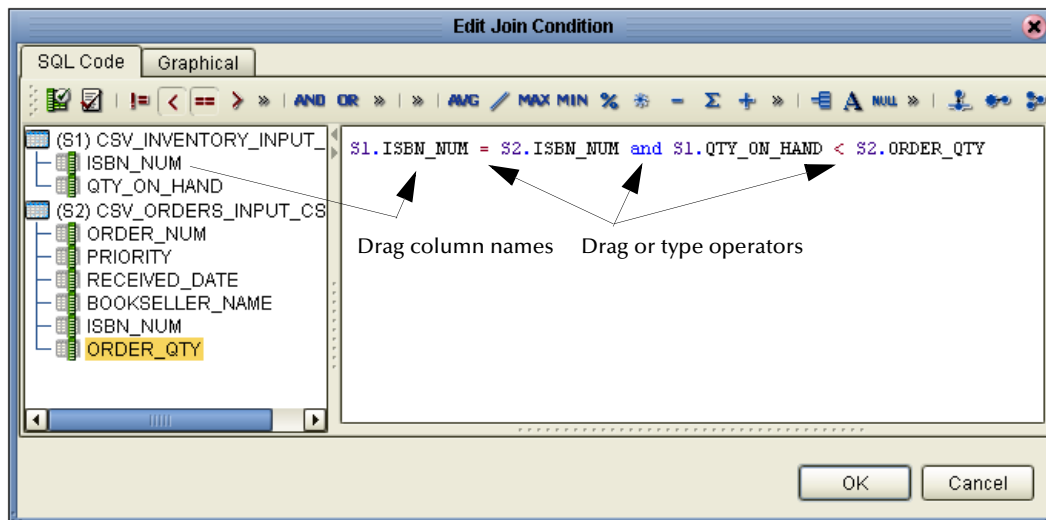 Edit Join Condition
SQL Code Graphical
!= < == > » AND OR » » AVG / MAX MIN % * - Σ + » A NULL »
(S1) CSV_INVENTORY_INPUT_
ISBN_NUM
QTY_ON_HAND
(S2) CSV_ORDERS_INPUT_CS
ORDER_NUM
PRIORITY
RECEIVED_DATE
BOOKSELLER_NAME
ISBN_NUM
ORDER_QTY
S1.ISBN_NUM = S2.ISBN_NUM and S1.QTY_ON_HAND < S2.ORDER_QTY
Drag column names Drag or type operators
OK Cancel